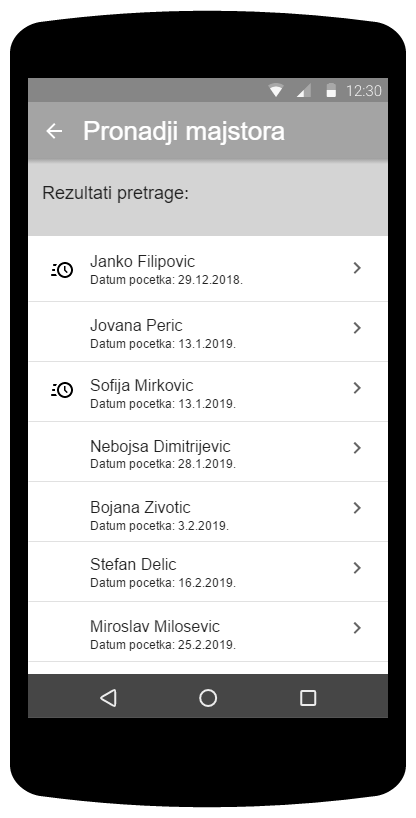 12:30
Pronadji majstora
Rezultati pretrage:
Janko Filipovic
Datum pocetka: 29.12.2018.
Jovana Peric
Datum pocetka: 13.1.2019.
Sofija Mirkovic
Datum pocetka: 13.1.2019.
Nebojsa Dimitrijevic
Datum pocetka: 28.1.2019.
Bojana Zivotic
Datum pocetka: 3.2.2019.
Stefan Delic
Datum pocetka: 16.2.2019.
Miroslav Milosevic
Datum pocetka: 25.2.2019.